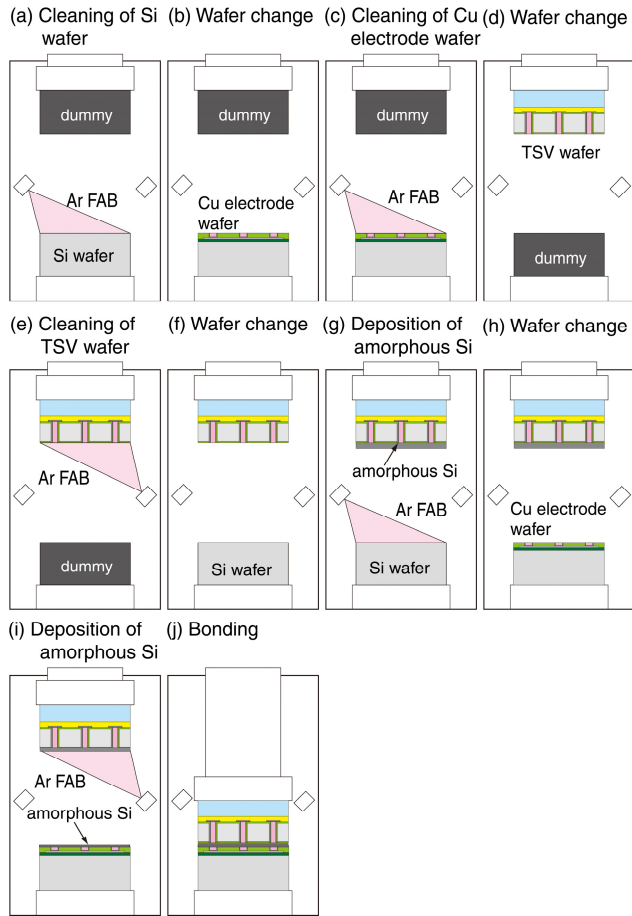 (a) Cleaning of Si
wafer
dummy
Ar FAB
Si wafer
(b) Wafer change
dummy
Cu electrode
wafer
(c) Cleaning of Cu
electrode wafer
dummy
Ar FAB
(d) Wafer change
TSV wafer
dummy
(e) Cleaning of
TSV wafer
Ar FAB
dummy
(f) Wafer change
Si wafer
(g) Deposition of
amorphous Si
amorphous Si
Ar FAB
Si wafer
(h) Wafer change
Cu electrode
wafer
(i) Deposition of
amorphous Si
Ar FAB
amorphous Si
(j) Bonding